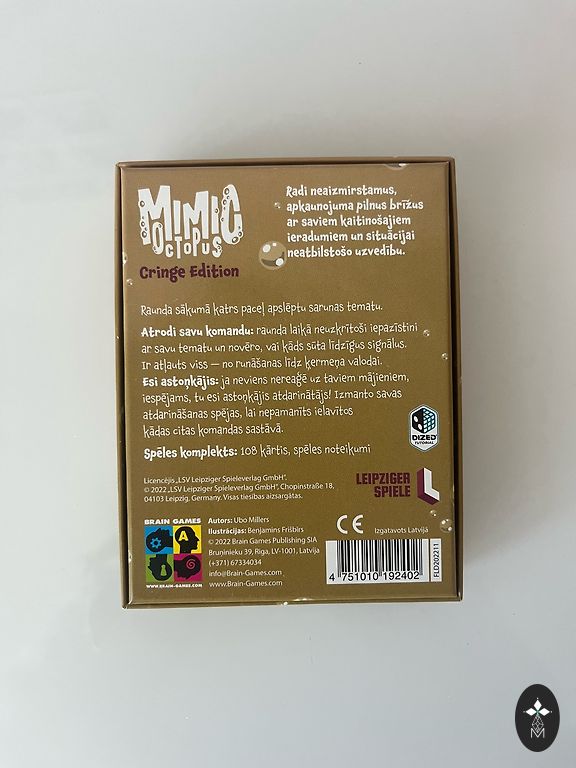 MIMIC
Octopus
Cringe Edition
Radi neaizmirstamus,
apkaunojuma pilnus brīžus
ar saviem kaitinošajiem
ieradumiem un situācijai
neatbilstošo uzvedību.
Raunda sākumā katrs paceļ apslēptu sarunas tematu.
Atrodi savu komandu: raunda laikā neuzkrītoši iepazīstini
ar savu tematu un novēro, vai kāds sūta līdzīgus signālus.
Ir atļauts viss — no runāšanas līdz ķermeņa valodai.
Esi astoņkājis: ja neviens nereaģē uz taviem mājieniem,
iespējams, tu esi astoņkājis atdarinātājs! Izmanto savas
atdarināšanas spējas, lai nepamanīts ielavītos
kādas citas komandas sastāvā.
Spēles komplekts: 108 kārtis, spēles noteikumi
DIZED
TUTORIAL
Licencējis „LSV Leipziger Spieleverlag GmbH”.
© 2022 „LSV Leipziger Spieleverlag GmbH”. Chopinstraße 18,
04103 Leipzig, Germany. Visas tiesības aizsargātas.
LEIPZIGER
SPIELE
BRAIN GAMES
WWW.BRAIN-GAMES.COM
Autors: Ubo Millers
Ilustrācijas: Benjamins Frišbirs
© 2022 Brain Games Publishing SIA
Bruņinieku 39, Riga, LV-1001, Latvija
(+371) 67334034
info@Brain-Games.com
www.Brain-Games.com
CE
Izgatavots Latvijā
4 751010 192402
FLD202211
M